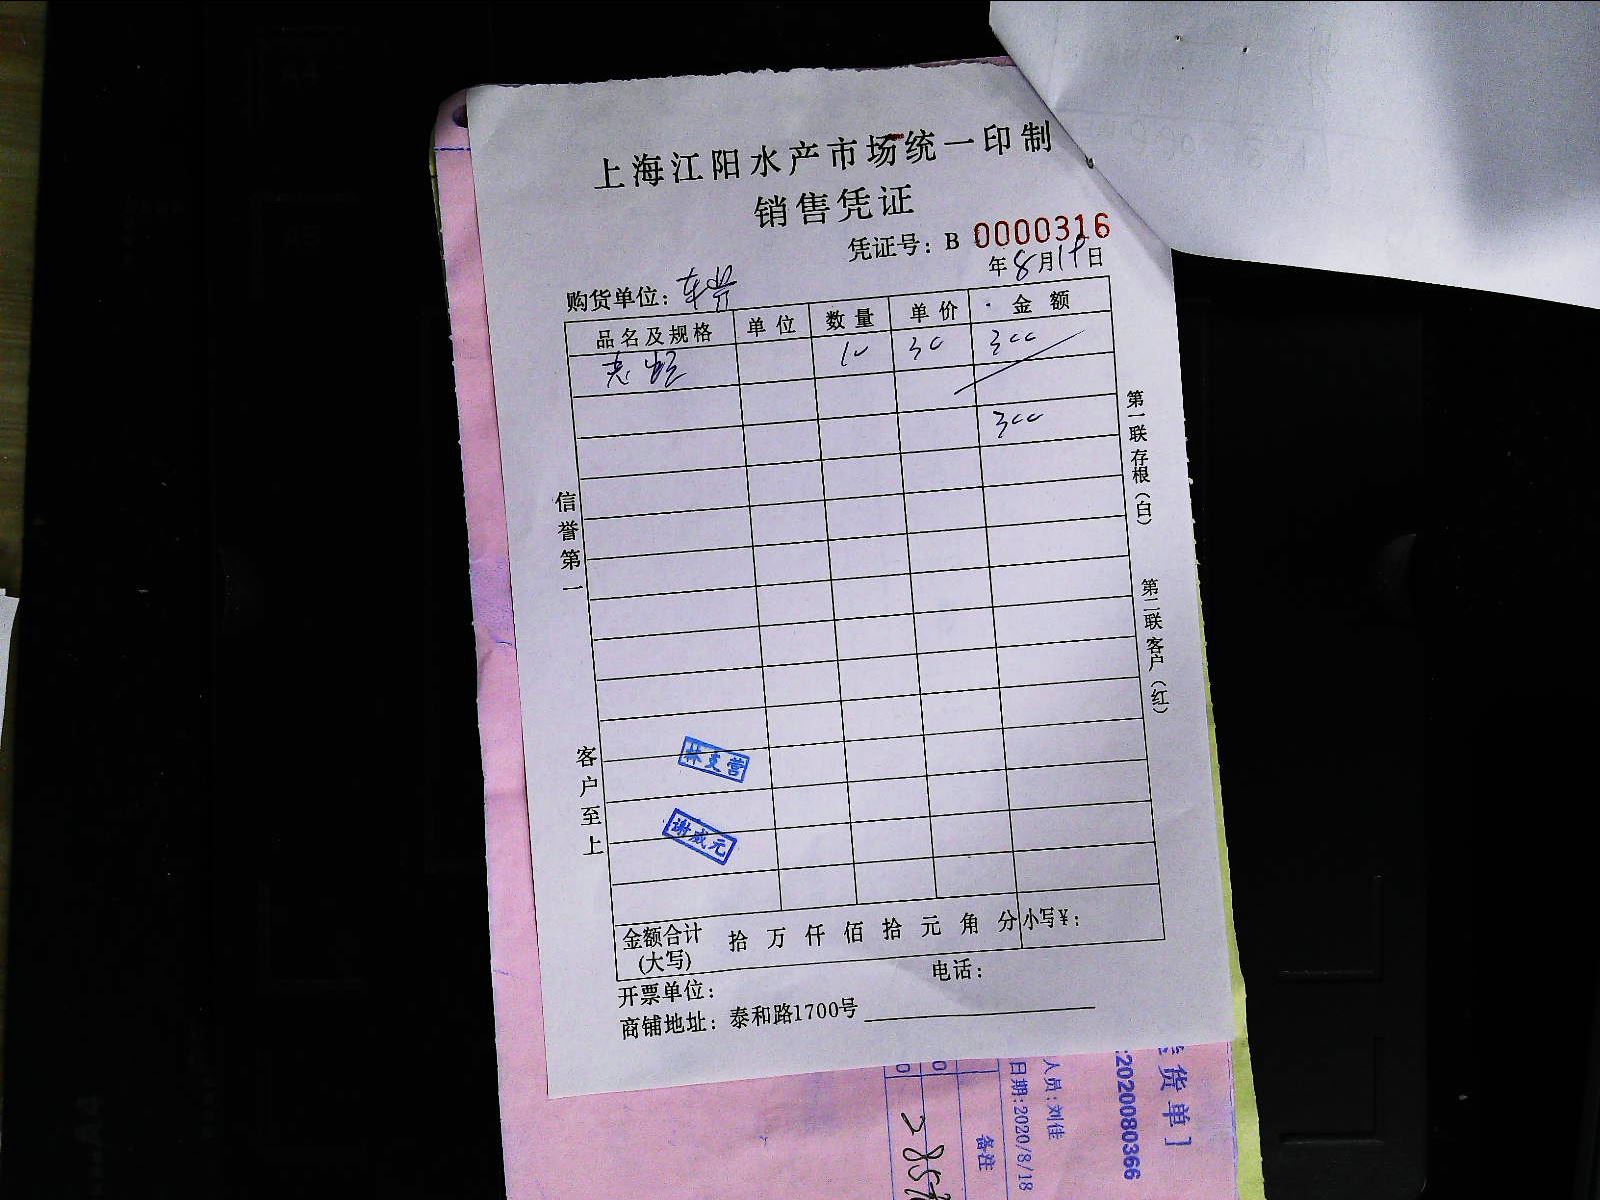 上海江阳水产市场统一印制
销售凭证
凭证号：B 0000316
年8月19日
购货单位：
品名及规格 单位 数量 单价 金额
10 30 300
300
信誉第一
客户至上
第一联存根（白）
第二联客户（红）
林支营
谢成元
金额合计(大写) 拾 万 仟 佰 拾 元 角 分 小写¥：
开票单位： 电话：
商铺地址：泰和路1700号
货单]
:2020080366
人员:刘佳
日期:2020/8/18
备注